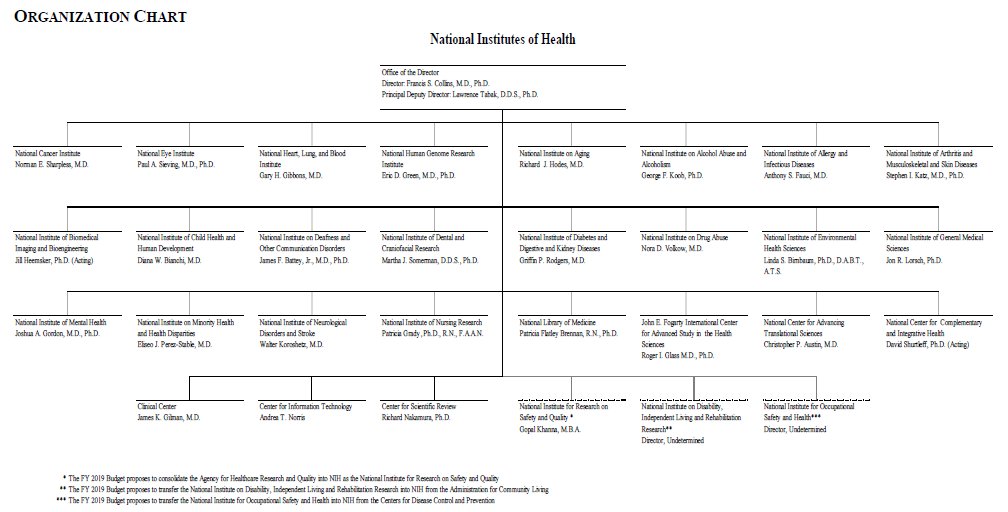 ORGANIZATION CHART
National Institutes of Health
Office of the Director
Director: Francis S. Collins, M.D., Ph.D.
Principal Deputy Director: Lawrence Tabak, D.D.S., Ph.D.
National Cancer Institute
Norman E. Sharpless, M.D.
National Eye Institute
Paul A. Sieving, M.D., Ph.D.
National Heart, Lung, and Blood
Institute
Gary H. Gibbons, M.D.
National Human Genome Research
Institute
Eric D. Green, M.D., Ph.D.
National Institute on Aging
Richard J. Hodes, M.D.
National Institute on Alcohol Abuse and
Alcoholism
George F. Koob, Ph.D.
National Institute of Allergy and
Infectious Diseases
Anthony S. Fauci, M.D.
National Institute of Arthritis and
Musculoskeletal and Skin Diseases
Stephen I. Katz, M.D., Ph.D.
National Institute of Biomedical
Imaging and Bioengineering
Jill Heemsker, Ph.D. (Acting)
National Institute of Child Health and
Human Development
Diana W. Bianchi, M.D.
National Institute on Deafness and
Other Communication Disorders
James F. Battey, Jr., M.D., Ph.D.
National Institute of Dental and
Craniofacial Research
Martha J. Somerman, D.D.S., Ph.D.
National Institute of Diabetes and
Digestive and Kidney Diseases
Griffin P. Rodgers, M.D.
National Institute on Drug Abuse
Nora D. Volkow, M.D.
National Institute of Environmental
Health Sciences
Linda S. Birnbaum, Ph.D., D.A.B.T.,
A.T.S.
National Institute of General Medical
Sciences
Jon R. Lorsch, Ph.D.
National Institute of Mental Health
Joshua A. Gordon, M.D., Ph.D.
National Institute on Minority Health
and Health Disparities
Eliseo J. Perez-Stable, M.D.
National Institute of Neurological
Disorders and Stroke
Walter Koroshetz, M.D.
National Institute of Nursing Research
Patricia Grady, Ph.D., R.N., F.A.A.N.
National Library of Medicine
Patricia Flatley Brennan, R.N., Ph.D.
John E. Fogarty International Center
for Advanced Study in the Health
Sciences
Roger I. Glass M.D., Ph.D.
National Center for Advancing
Translational Sciences
Christopher P. Austin, M.D.
National Center for Complementary
and Integrative Health
David Shurtleff, Ph.D. (Acting)
Clinical Center
James K. Gilman, M.D.
Center for Information Technology
Andrea T. Norris
Center for Scientific Review
Richard Nakamura, Ph.D.
National Institute for Research on
Safety and Quality *
Gopal Khanna, M.B.A.
National Institute on Disability,
Independent Living and Rehabilitation
Research**
Director, Undetermined
National Institute for Occupational
Safety and Health***
Director, Undetermined
* The FY 2019 Budget proposes to consolidate the Agency for Healthcare Research and Quality into NIH as the National Institute for Research on Safety and Quality
** The FY 2019 Budget proposes to transfer the National Institute on Disability, Independent Living and Rehabilitation Research into NIH from the Administration for Community Living
*** The FY 2019 Budget proposes to transfer the National Institute for Occupational Safety and Health into NIH from the Centers for Disease Control and Prevention